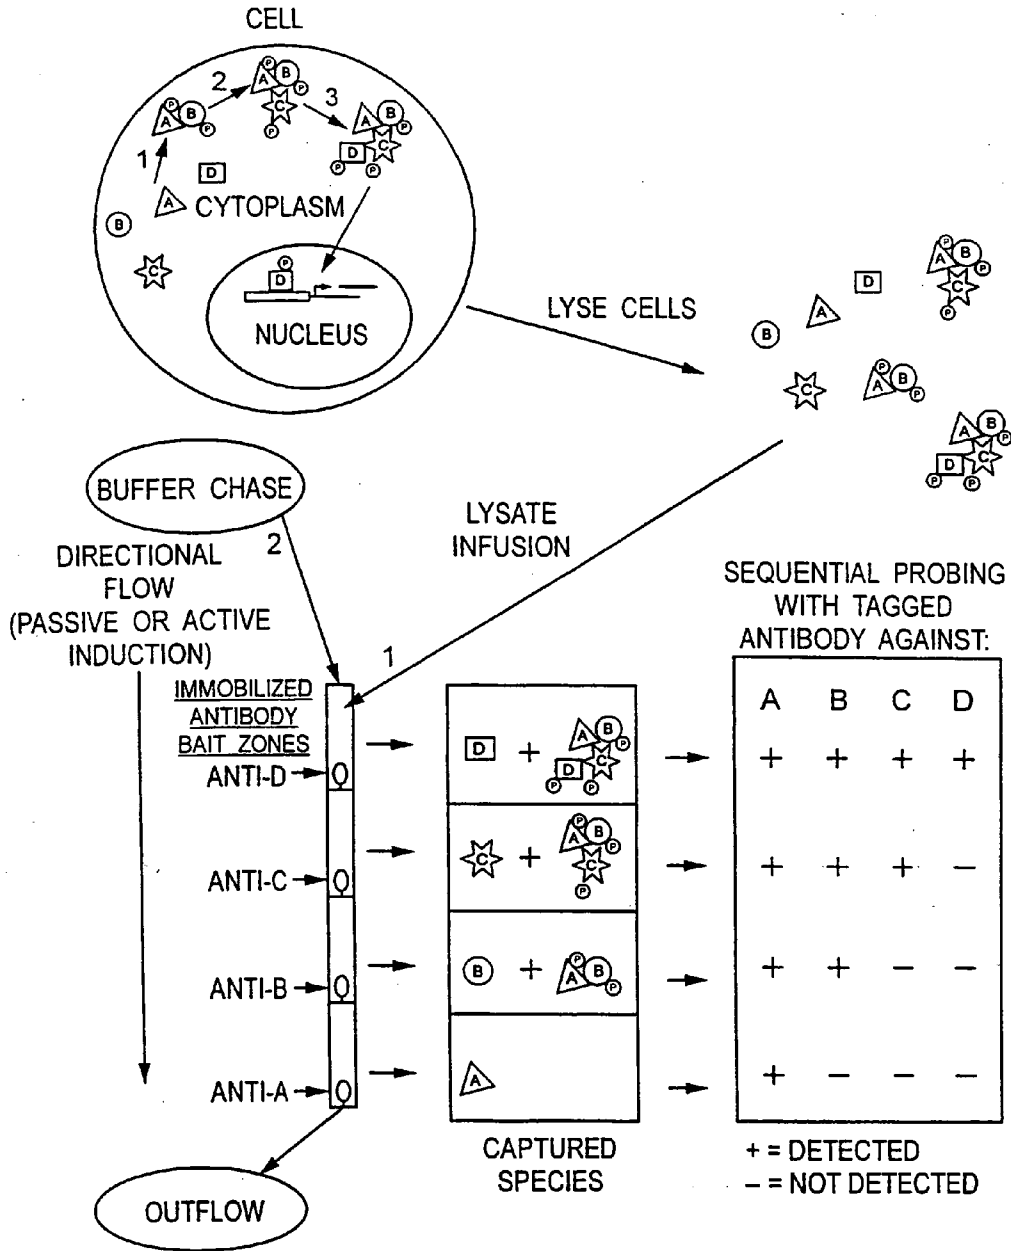 CELL
2
3
1
A
P
B
P
P
A
B
P
C
P
A
B
P
D
C
P
P
D
A
CYTOPLASM
B
C
P
D
NUCLEUS
LYSE CELLS
D
P
A
B
P
C
P
B
A
C
P
A
B
P
A
B
P
C
D
P
P
BUFFER CHASE
2
DIRECTIONAL
FLOW
(PASSIVE OR ACTIVE
INDUCTION)
LYSATE
INFUSION
1
SEQUENTIAL PROBING
WITH TAGGED
ANTIBODY AGAINST:
IMMOBILIZED
ANTIBODY
BAIT ZONES
ANTI-D
ANTI-C
ANTI-B
ANTI-A
D + A B P C D P P
C + P A B P C P
B + P A B P
A
A B C D
+ + + +
+ + + –
+ + – –
+ – – –
CAPTURED
SPECIES
+ = DETECTED
– = NOT DETECTED
OUTFLOW